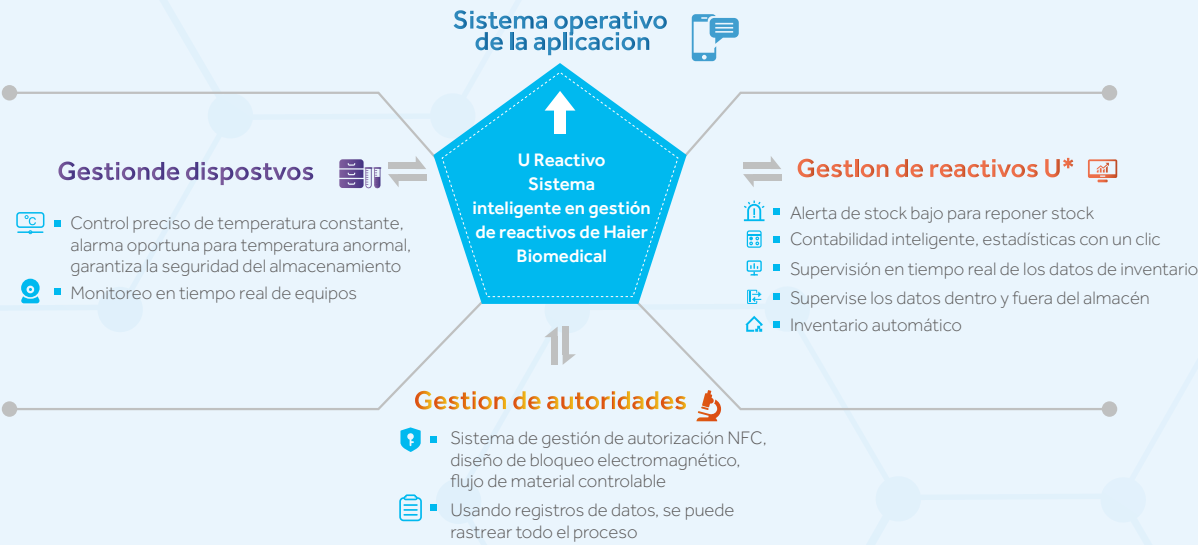 Sistema operativo
de la aplicacion
U Reactivo
Sistema
inteligente en gestión
de reactivos de Haier
Biomedical
Gestionde dispostvos
°C
Control preciso de temperatura constante,
alarma oportuna para temperatura anormal,
garantiza la seguridad del almacenamiento
Monitoreo en tiempo real de equipos
Gestlon de reactivos U*
Alerta de stock bajo para reponer stock
Contabilidad inteligente, estadísticas con un clic
Supervisión en tiempo real de los datos de inventario
Supervise los datos dentro y fuera del almacén
Inventario automático
Gestion de autoridades
Sistema de gestión de autorización NFC,
diseño de bloqueo electromagnético,
flujo de material controlable
Usando registros de datos, se puede
rastrear todo el proceso